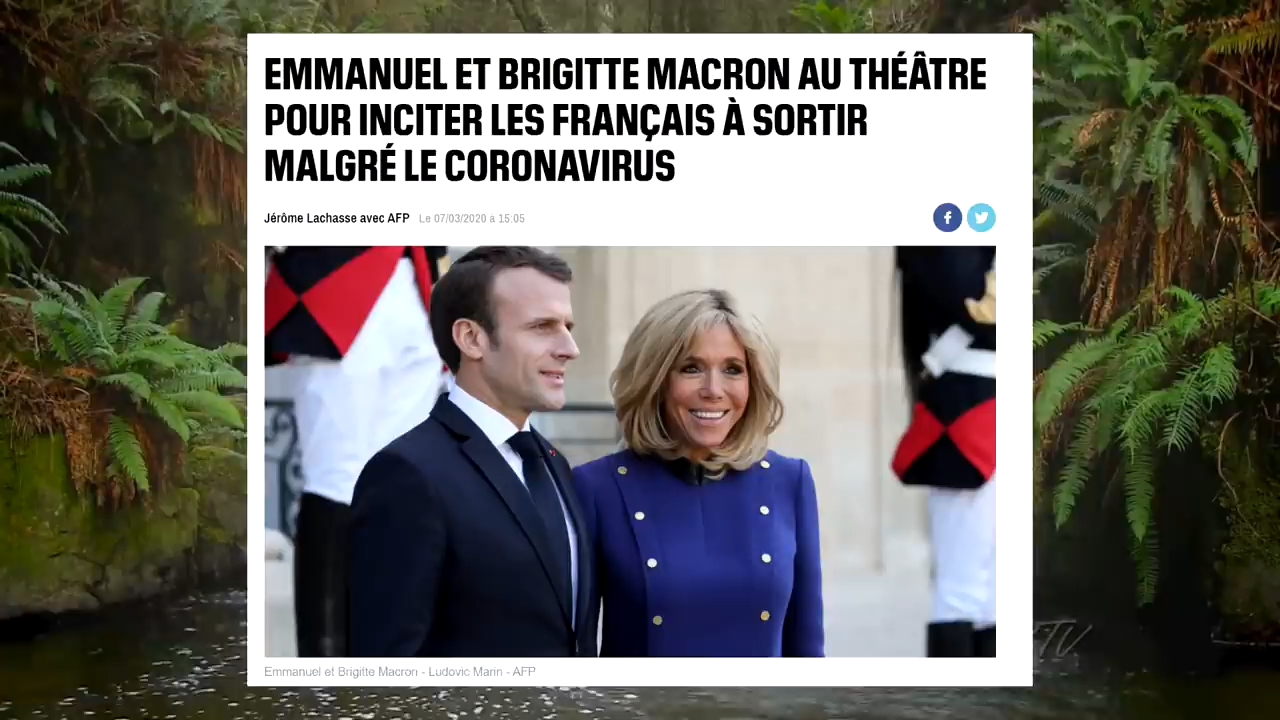 EMMANUEL ET BRIGITTE MACRON AU THÉÂTRE
POUR INCITER LES FRANÇAIS À SORTIR
MALGRÉ LE CORONAVIRUS
Jérôme Lachasse avec AFP Le 07/03/2020 à 15:05
Emmanuel et Brigitte Macron - Ludovic Marin - AFP
TV